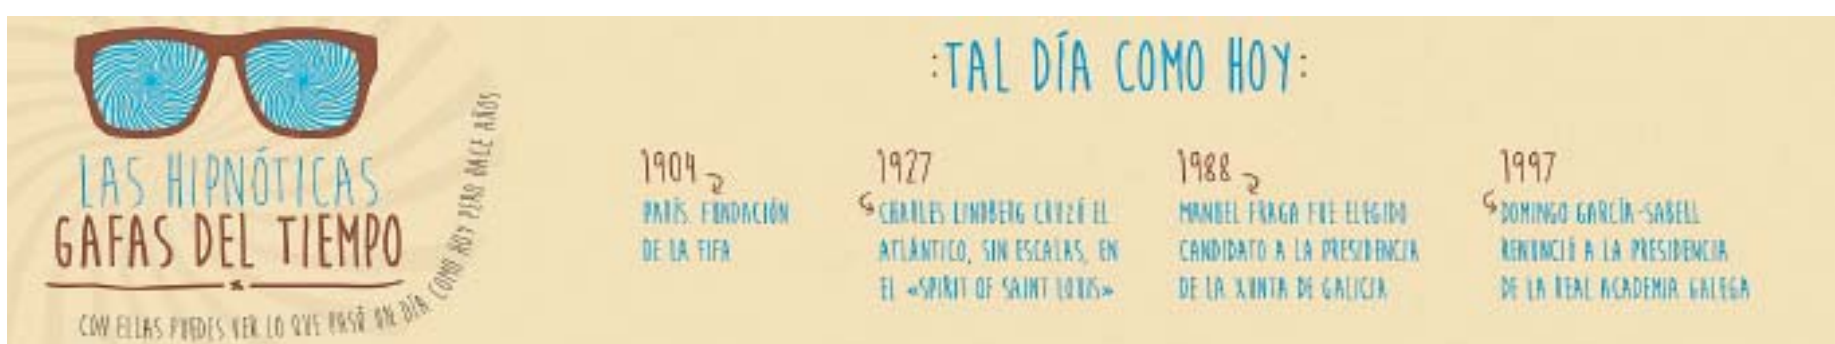 LAS HIPNÓTICAS
GAFAS DEL TIEMPO
CON ELLAS PUEDES VER LO QUE PASÓ UN DÍA COMO HOY PERO HACE AÑOS
:TAL DÍA COMO HOY:
1904
PARÍS. FUNDACIÓN
DE LA FIFA
1927
CHARLES LINDBERG CRUZÓ EL
ATLÁNTICO, SIN ESCALAS, EN
EL «SPIRIT OF SAINT LOUIS»
1988
MANUEL FRAGA FUE ELEGIDO
CANDIDATO A LA PRESIDENCIA
DE LA XUNTA DE GALICIA
1997
DOMINGO GARCÍA-SABELL
RENUNCIÓ A LA PRESIDENCIA
DE LA REAL ACADEMIA GALEGA